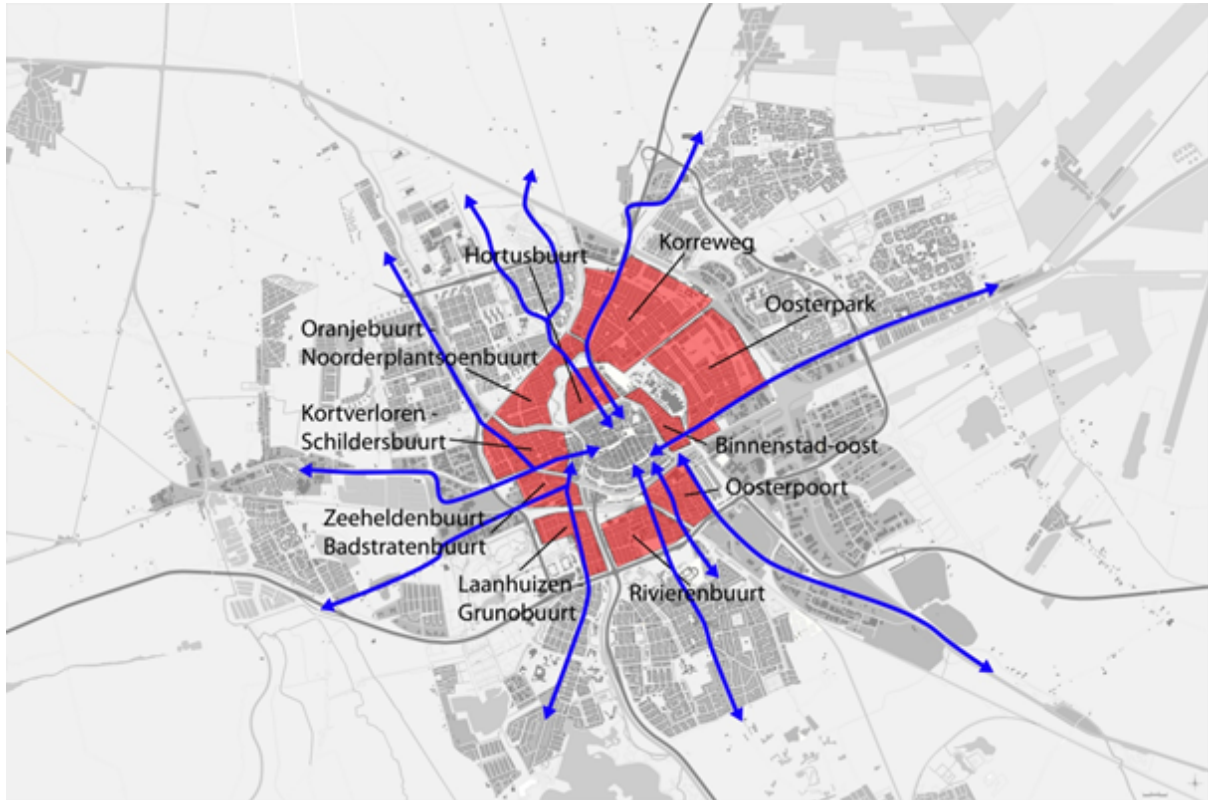 Korreweg
Hortusbuurt
Oosterpark
Oranjebuurt -
Noorderplantsoenbuurt
Kortverloren -
Schildersbuurt
Binnenstad-oost
Oosterpoort
Zeeheldenbuurt
Badstratenbuurt
Laanhuizen -
Grunobuurt
Rivierenbuurt